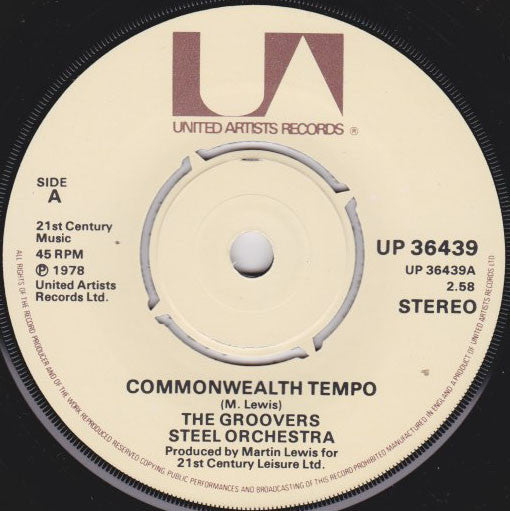 UA
UNITED ARTISTS RECORDS ®
SIDE
A
21st Century
Music
45 RPM
Ⓟ 1978
United Artists
Records Ltd.
UP 36439
UP 36439A
2.58
STEREO
COMMONWEALTH TEMPO
(M. Lewis)
THE GROOVERS
STEEL ORCHESTRA
Produced by Martin Lewis for
21st Century Leisure Ltd.
ALL RIGHTS OF THE RECORD PRODUCER AND OF THE OWNER OF THE WORK REPRODUCED RESERVED COPYING PUBLIC PERFORMANCES AND BROADCASTING OF THIS RECORD PROHIBITED MANUFACTURED IN ENGLAND A PRODUCT OF UNITED ARTISTS RECORDS LTD